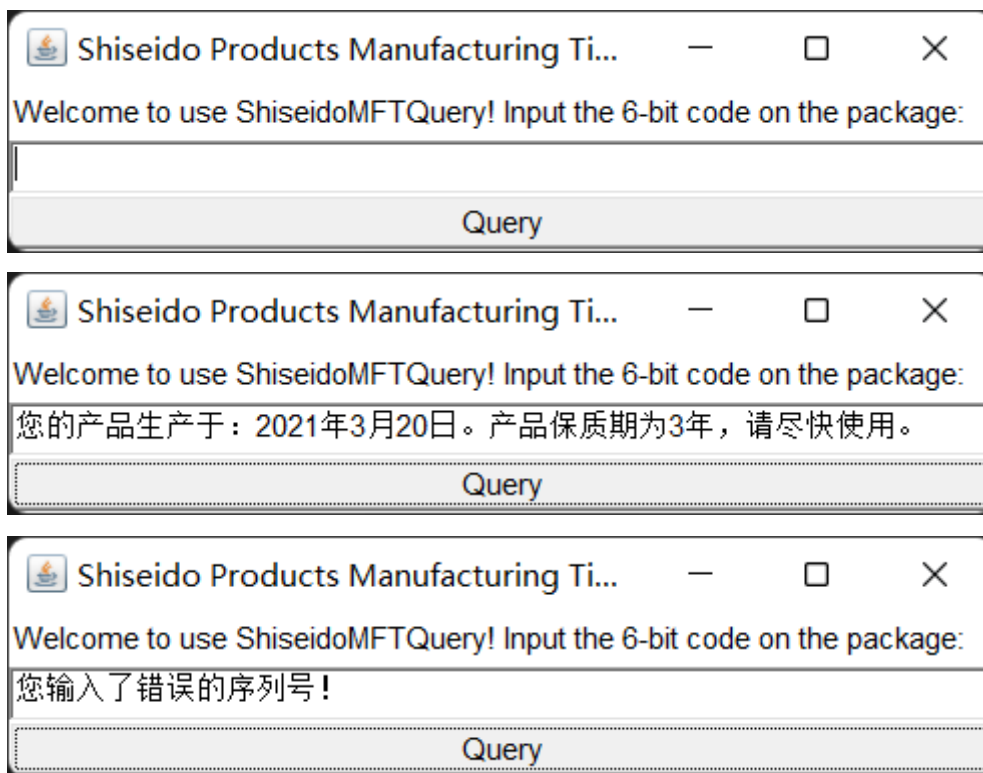 Shiseido Products Manufacturing Ti...
Welcome to use ShiseidoMFTQuery! Input the 6-bit code on the package:
Query
Shiseido Products Manufacturing Ti...
Welcome to use ShiseidoMFTQuery! Input the 6-bit code on the package:
您的产品生产于：2021年3月20日。产品保质期为3年，请尽快使用。
Query
Shiseido Products Manufacturing Ti...
Welcome to use ShiseidoMFTQuery! Input the 6-bit code on the package:
您输入了错误的序列号！
Query